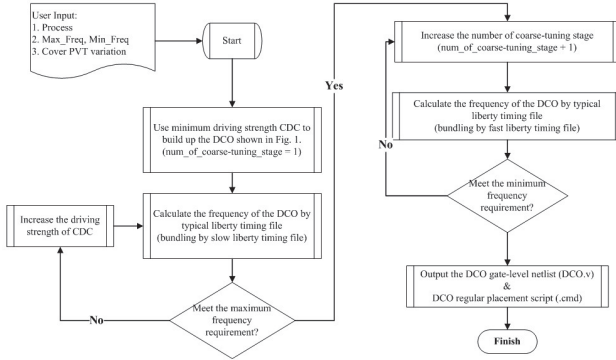 User Input:
1. Process
2. Max_Freq, Min_Freq
3. Cover PVT variation
Start
Use minimum driving strength CDC to
build up the DCO shown in Fig. 1.
(num_of_coarse-tuning_stage = 1)
Increase the driving
strength of CDC
Calculate the frequency of the DCO by
typical liberty timing file
(bundling by slow liberty timing file)
No
Meet the maximum
frequency
requirement?
Yes
Increase the number of coarse-tuning stage
(num_of_coarse-tuning_stage + 1)
Calculate the frequency of the DCO by typical
liberty timing file
(bundling by fast liberty timing file)
No
Meet the minimum
frequency
requirement?
Output the DCO gate-level netlist (DCO.v)
&
DCO regular placement script (.cmd)
Finish